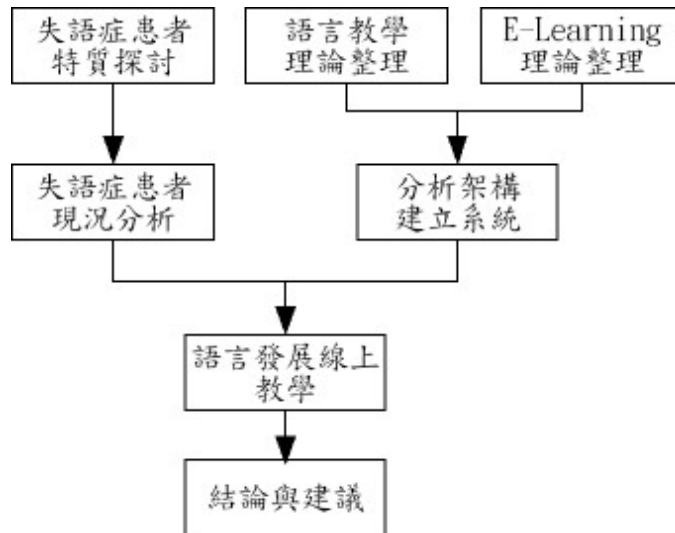 失語症患者
特質探討
語言教學
理論整理
E-Learning
理論整理
失語症患者
現況分析
分析架構
建立系統
語言發展線上
教學
結論與建議